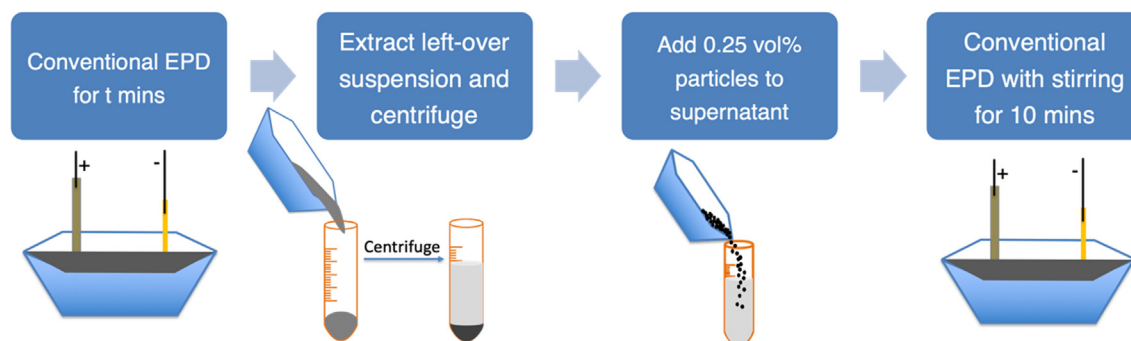 Conventional EPD
for t mins
Extract left-over
suspension and
centrifuge
Add 0.25 vol%
particles to
supernatant
Conventional
EPD with stirring
for 10 mins
+
-
Centrifuge
+
-